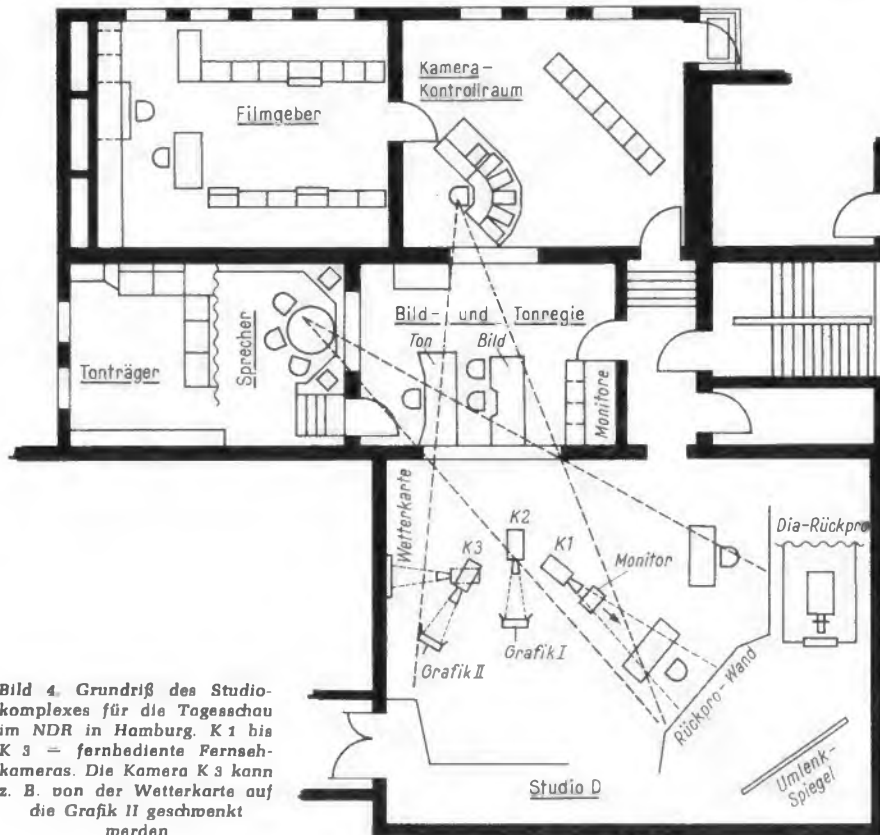 Kamera-
Kontrollraum
Filmgeber
Bild- und Tonregie
Ton
Bild
Sprecher
Tonträger
Monitore
Wetterkarte
K2
K3
K1
Monitor
Dia-Rückpro
Grafik II
Grafik I
Rückpro-Wand
Umlenk-
Spiegel
Studio D
Bild 4. Grundriß des Studio-
komplexes für die Tagesschau
im NDR in Hamburg. K 1 bis
K 3 = fernbediente Fernseh-
kameras. Die Kamera K 3 kann
z. B. von der Wetterkarte auf
die Grafik II geschwenkt
werden